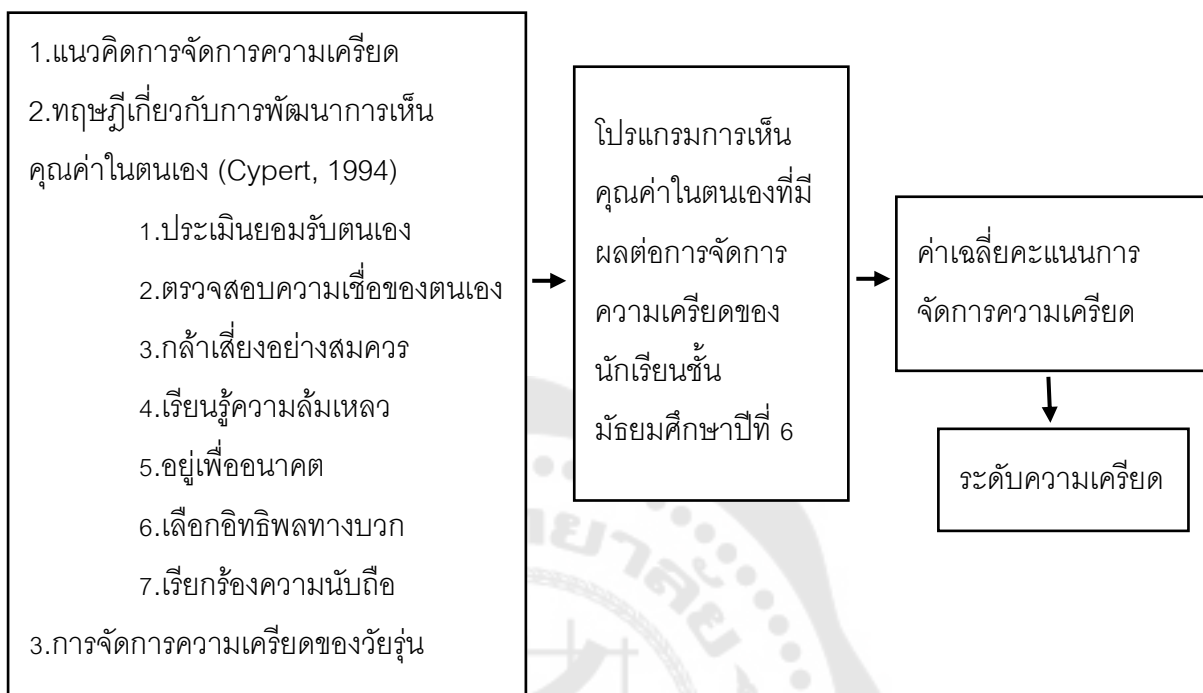 1.แนวคิดการจัดการความเครียด
2.ทฤษฎีเกี่ยวกับการพัฒนาการเห็น
คุณค่าในตนเอง (Cypert, 1994)
1.ประเมินยอมรับตนเอง
2.ตรวจสอบความเชื่อของตนเอง
3.กล้าเสี่ยงอย่างสมควร
4.เรียนรู้ความล้มเหลว
5.อยู่เพื่ออนาคต
6.เลือกอิทธิพลทางบวก
7.เรียกร้องความนับถือ
3.การจัดการความเครียดของวัยรุ่น
โปรแกรมการเห็น
คุณค่าในตนเองที่มี
ผลต่อการจัดการ
ความเครียดของ
นักเรียนชั้น
มัธยมศึกษาปีที่ 6
ค่าเฉลี่ยคะแนนการ
จัดการความเครียด
ระดับความเครียด